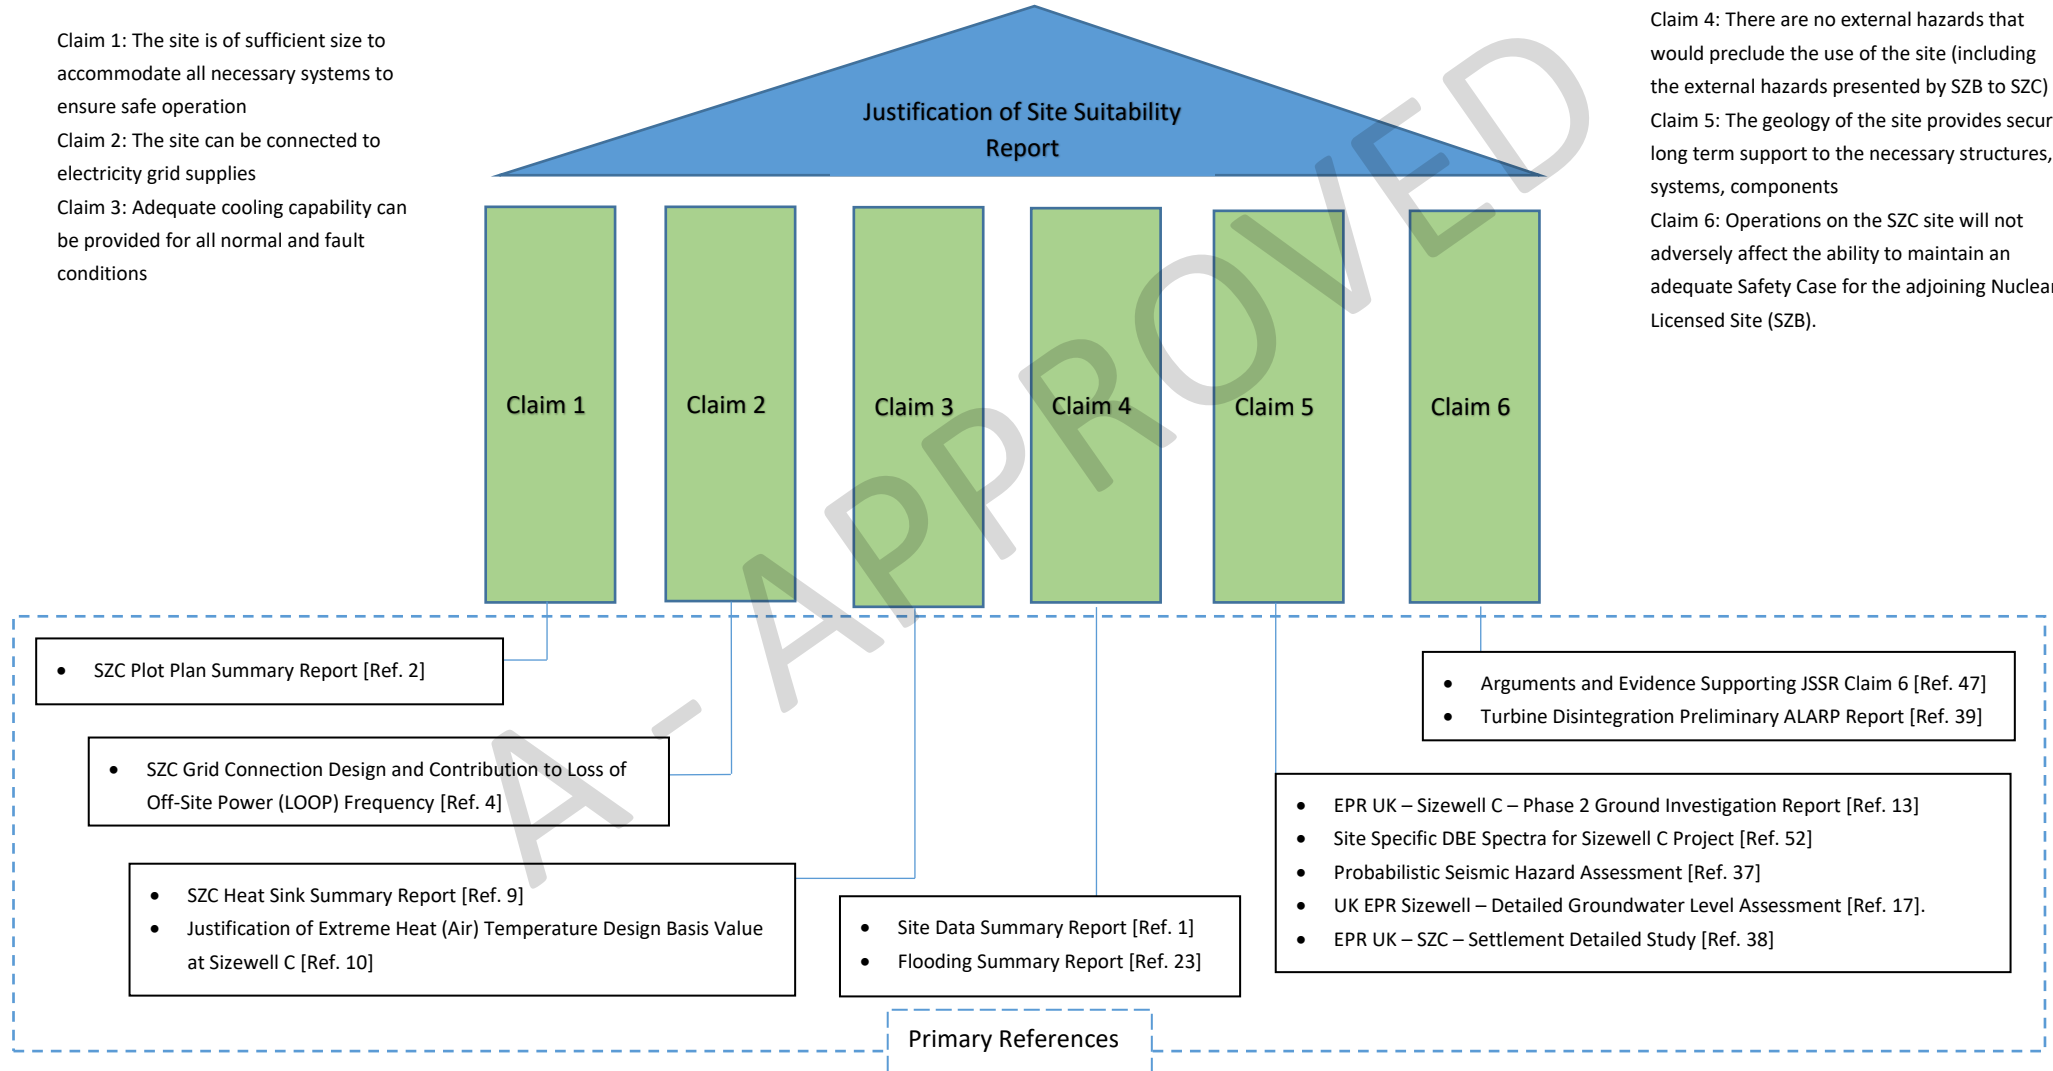 Claim 1: The site is of sufficient size to
accommodate all necessary systems to
ensure safe operation
Claim 2: The site can be connected to
electricity grid supplies
Claim 3: Adequate cooling capability can
be provided for all normal and fault
conditions
Justification of Site Suitability
Report
Claim 4: There are no external hazards that
would preclude the use of the site (including
the external hazards presented by SZB to SZC)
Claim 5: The geology of the site provides secur
long term support to the necessary structures,
systems, components
Claim 6: Operations on the SZC site will not
adversely affect the ability to maintain an
adequate Safety Case for the adjoining Nuclear
Licensed Site (SZB).
Claim 1
Claim 2
Claim 3
Claim 4
Claim 5
Claim 6
A - APPROVED
• SZC Plot Plan Summary Report [Ref. 2]
• SZC Grid Connection Design and Contribution to Loss of
Off-Site Power (LOOP) Frequency [Ref. 4]
• SZC Heat Sink Summary Report [Ref. 9]
• Justification of Extreme Heat (Air) Temperature Design Basis Value
at Sizewell C [Ref. 10]
• Site Data Summary Report [Ref. 1]
• Flooding Summary Report [Ref. 23]
• EPR UK – Sizewell C – Phase 2 Ground Investigation Report [Ref. 13]
• Site Specific DBE Spectra for Sizewell C Project [Ref. 52]
• Probabilistic Seismic Hazard Assessment [Ref. 37]
• UK EPR Sizewell – Detailed Groundwater Level Assessment [Ref. 17].
• EPR UK – SZC – Settlement Detailed Study [Ref. 38]
• Arguments and Evidence Supporting JSSR Claim 6 [Ref. 47]
• Turbine Disintegration Preliminary ALARP Report [Ref. 39]
Primary References